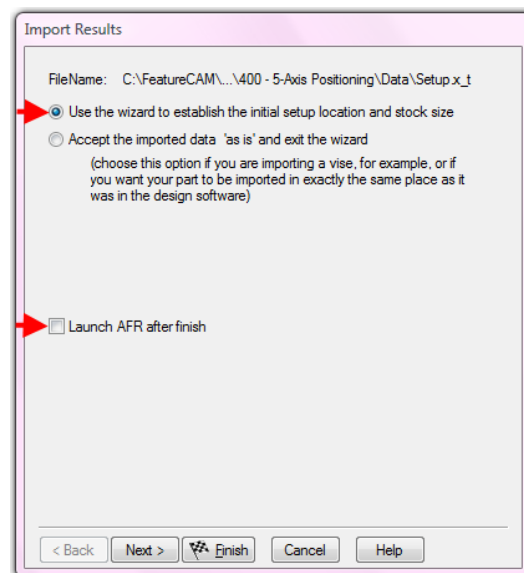 Import Results
FileName: C:\FeatureCAM\...\400 - 5-Axis Positioning\Data\Setup.x_t
Use the wizard to establish the initial setup location and stock size
Accept the imported data 'as is' and exit the wizard
(choose this option if you are importing a vise, for example, or if
you want your part to be imported in exactly the same place as it
was in the design software)
Launch AFR after finish
< Back Next > Finish Cancel Help